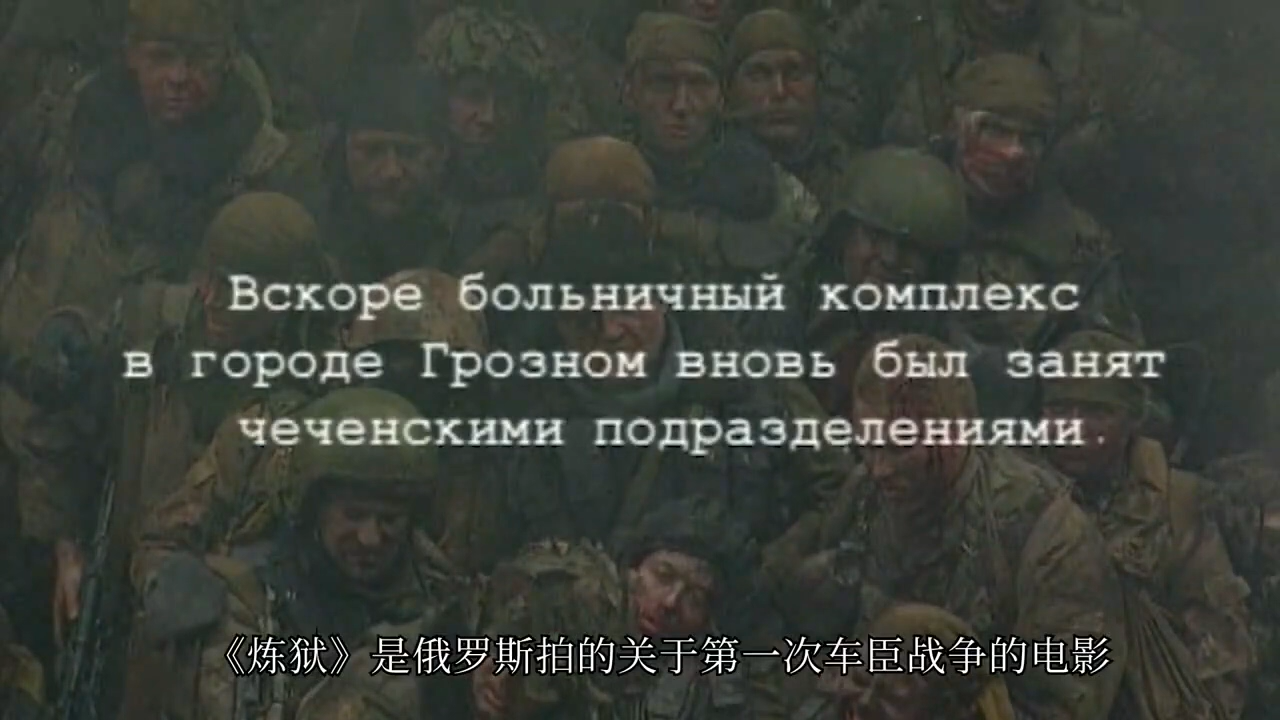 Вскоре больничный комплекс
в городе Грозном вновь был занят
чеченскими подразделениями.
《炼狱》是俄罗斯拍的关于第一次车臣战争的电影